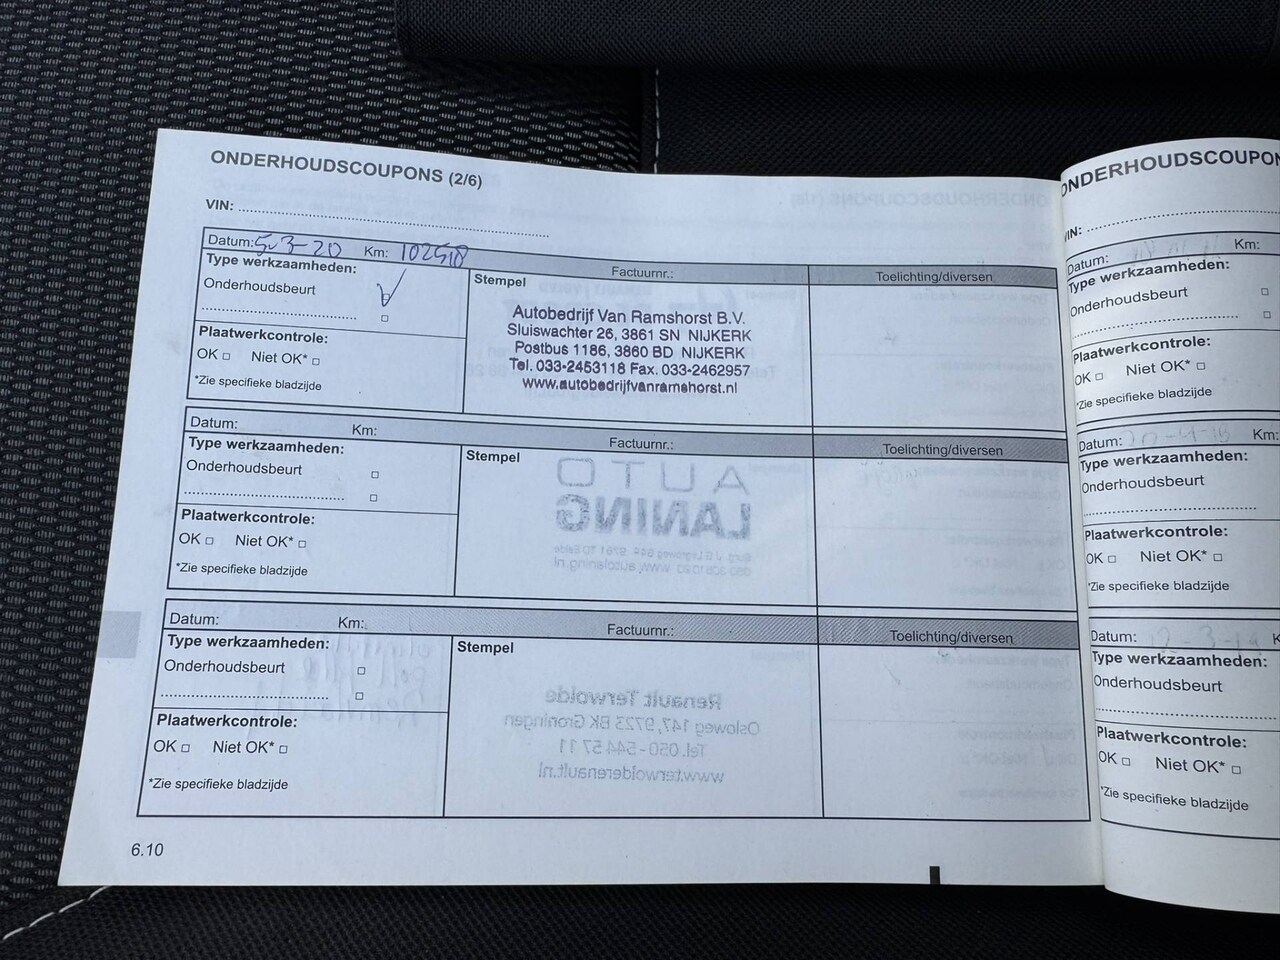 ONDERHOUDSCOUPONS (2/6)
VIN:
Datum: 5-3-20 Km: 102518
Factuurnr.:
Toelichting/diversen
Type werkzaamheden:
Onderhoudsbeurt
Plaatwerkcontrole:
OK Niet OK*
*Zie specifieke bladzijde
Stempel
Autobedrijf Van Ramshorst B.V.
Sluiswachter 26, 3861 SN NIJKERK
Postbus 1186, 3860 BD NIJKERK
Tel. 033-2453118 Fax. 033-2462957
www.autobedrijfvanramshorst.nl
Datum: Km:
Factuurnr.:
Toelichting/diversen
Type werkzaamheden:
Onderhoudsbeurt
Plaatwerkcontrole:
OK Niet OK*
*Zie specifieke bladzijde
Stempel
AUTO
LANING
Datum: Km:
Factuurnr.:
Toelichting/diversen
Type werkzaamheden:
Onderhoudsbeurt
Plaatwerkcontrole:
OK Niet OK*
*Zie specifieke bladzijde
Stempel
Renault Terwolde
Osloweg 147, 9723 BK Groningen
Tel. 050-544 57 11
www.terwolderenault.nl
6.10
ONDERHOUDSCOUPON
VIN:
Datum: Km:
Type werkzaamheden:
Onderhoudsbeurt
Plaatwerkcontrole:
OK Niet OK*
*Zie specifieke bladzijde
Datum: Km:
Type werkzaamheden:
Onderhoudsbeurt
Plaatwerkcontrole:
OK Niet OK*
*Zie specifieke bladzijde
Datum: K
Type werkzaamheden:
Onderhoudsbeurt
Plaatwerkcontrole:
OK Niet OK*
*Zie specifieke bladzijde